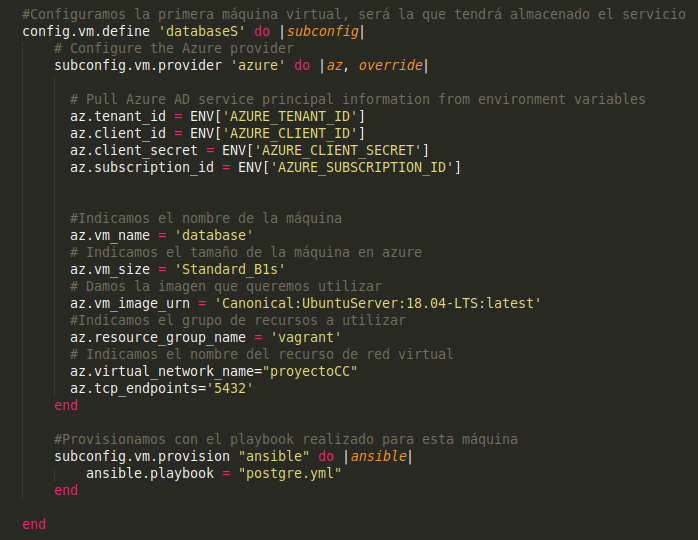 #Configuramos la primera máquina virtual, será la que tendrá almacenado el servicio
config.vm.define 'databaseS' do |subconfig|
# Configure the Azure provider
subconfig.vm.provider 'azure' do |az, override|
# Pull Azure AD service principal information from environment variables
az.tenant_id = ENV['AZURE_TENANT_ID']
az.client_id = ENV['AZURE_CLIENT_ID']
az.client_secret = ENV['AZURE_CLIENT_SECRET']
az.subscription_id = ENV['AZURE_SUBSCRIPTION_ID']
#Indicamos el nombre de la máquina
az.vm_name = 'database'
# Indicamos el tamaño de la máquina en azure
az.vm_size = 'Standard_B1s'
# Damos la imagen que queremos utilizar
az.vm_image_urn = 'Canonical:UbuntuServer:18.04-LTS:latest'
#Indicamos el grupo de recursos a utilizar
az.resource_group_name = 'vagrant'
# Indicamos el nombre del recurso de red virtual
az.virtual_network_name="proyectoCC"
az.tcp_endpoints='5432'
end
#Provisionamos con el playbook realizado para esta máquina
subconfig.vm.provision "ansible" do |ansible|
ansible.playbook = "postgre.yml"
end
end